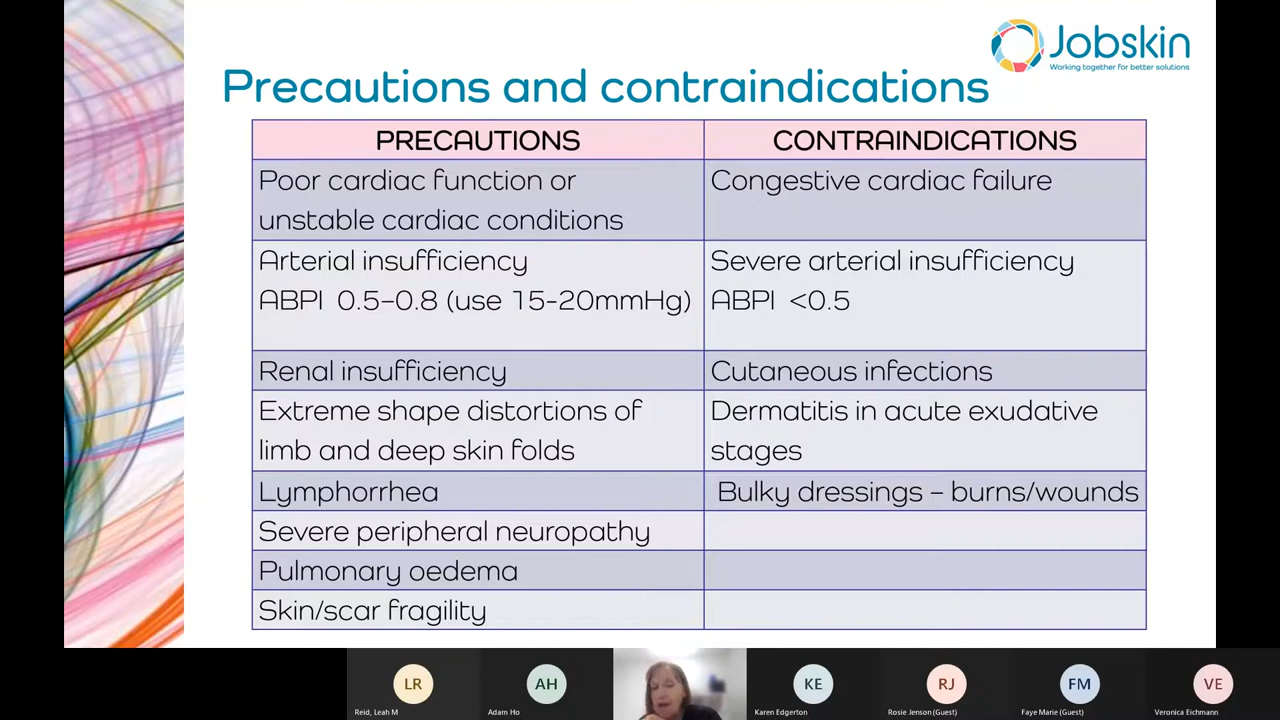 Jobskin
Working together for better solutions
Precautions and contraindications
PRECAUTIONS
CONTRAINDICATIONS
Poor cardiac function or
unstable cardiac conditions
Congestive cardiac failure
Arterial insufficiency
ABPI 0.5–0.8 (use 15-20mmHg)
Severe arterial insufficiency
ABPI <0.5
Renal insufficiency
Cutaneous infections
Extreme shape distortions of
limb and deep skin folds
Dermatitis in acute exudative
stages
Lymphorrhea
Bulky dressings – burns/wounds
Severe peripheral neuropathy
Pulmonary oedema
Skin/scar fragility
LR
AH
KE
RJ
FM
VE
Reid, Leah M
Adam Ho
Karen Edgerton
Rosie Jenson (Guest)
Faye Marie (Guest)
Veronica Eichmann